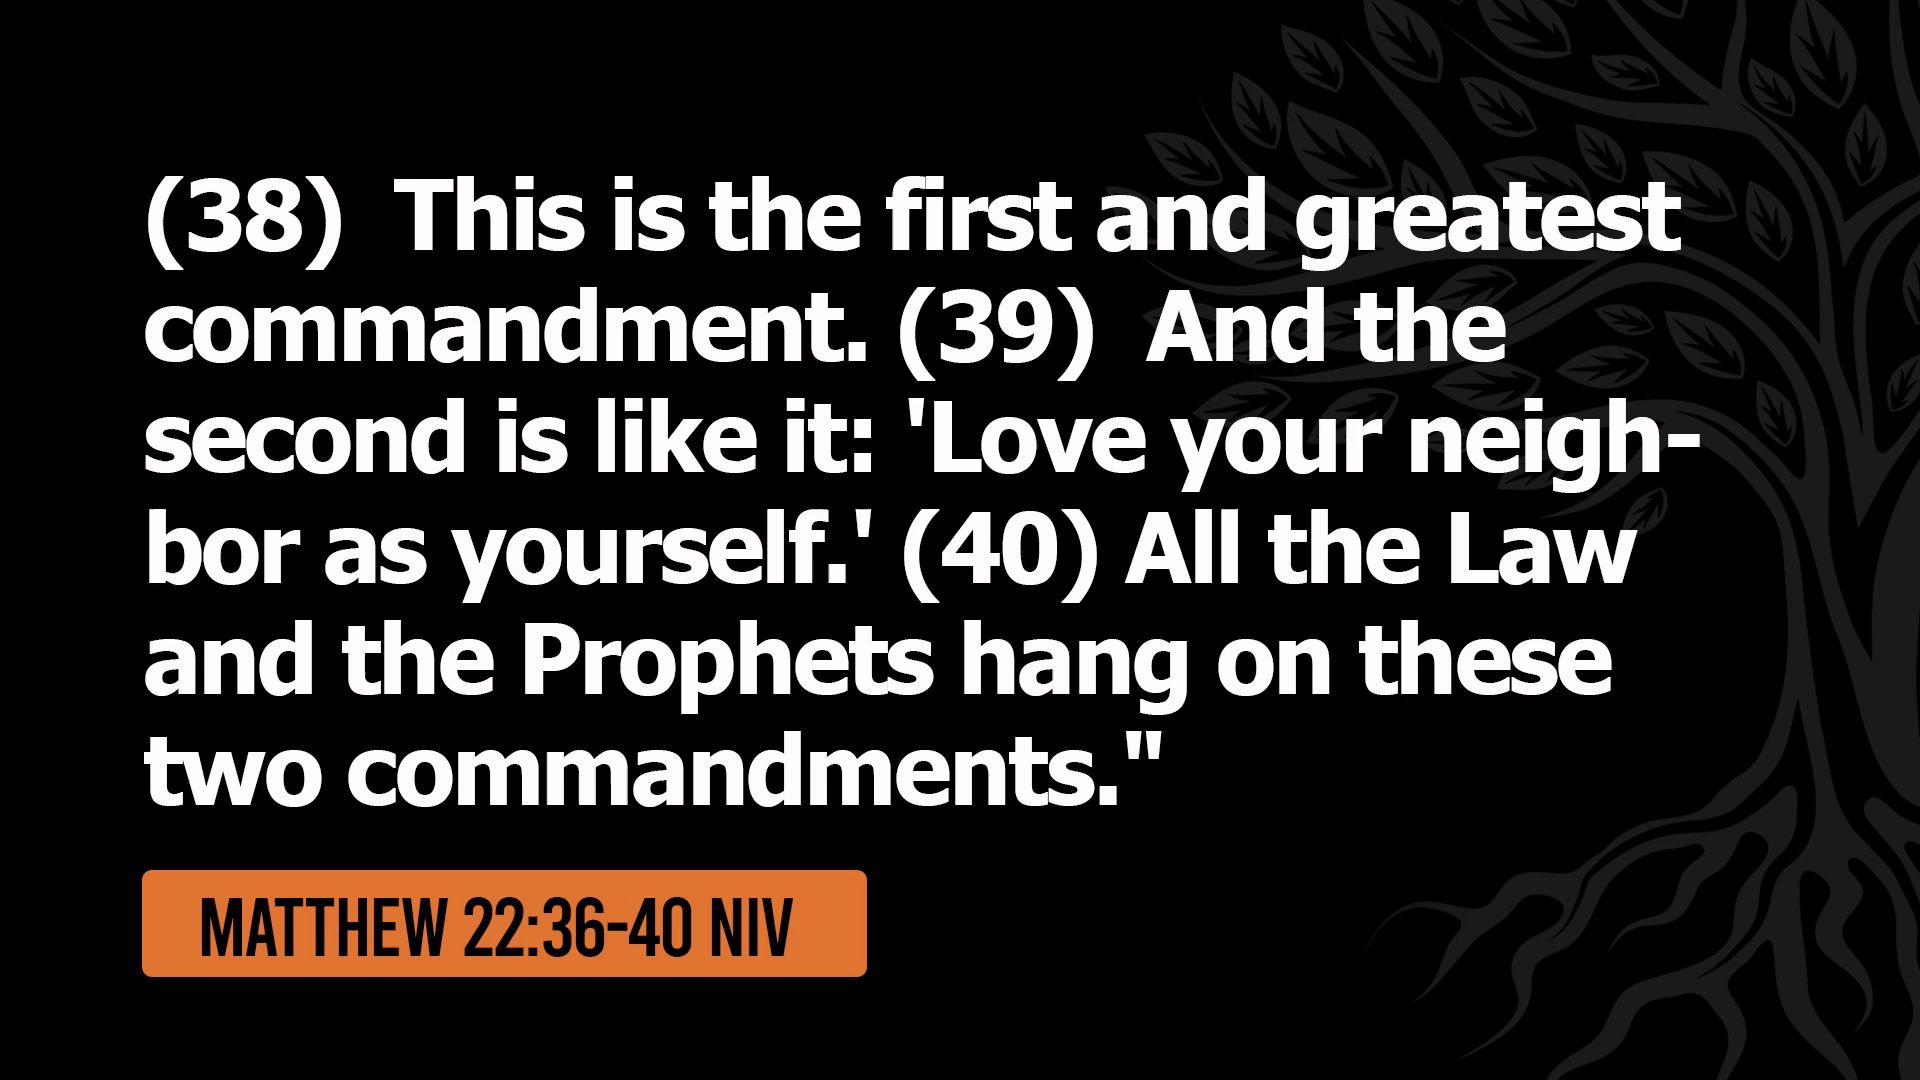 (38)  This is the first and greatest
commandment. (39)  And the
second is like it: 'Love your neigh-
bor as yourself.' (40) All the Law
and the Prophets hang on these
two commandments."
MATTHEW 22:36-40 NIV